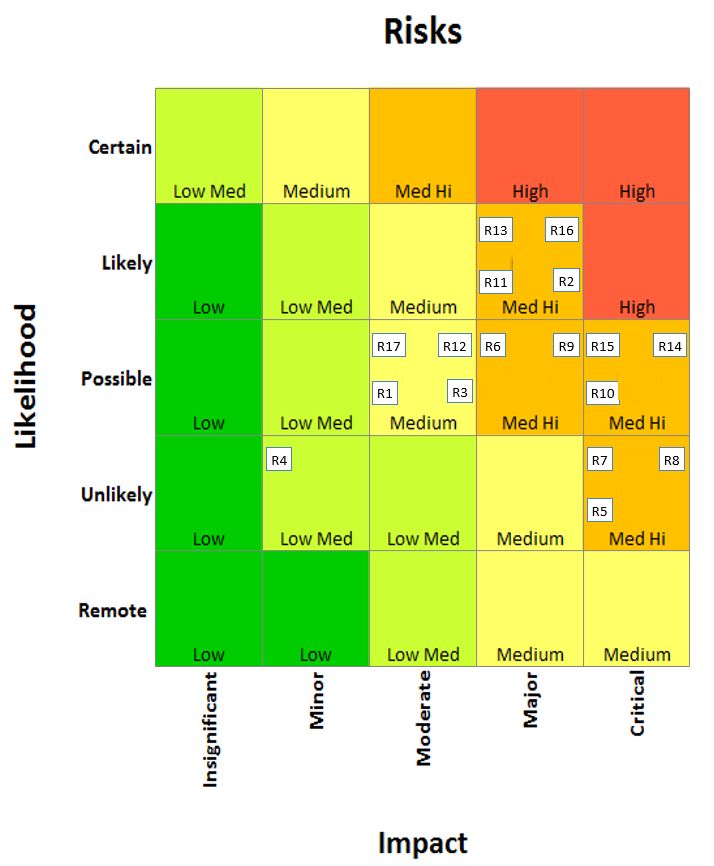 Risks
Certain
Low Med
Medium
Med Hi
High
High
Likely
R13 R16
R11 R2
Low
Low Med
Medium
Med Hi
High
Likelihood
Possible
R17 R12 R6 R9 R15 R14
R1 R3 R10
Low
Low Med
Medium
Med Hi
Med Hi
Unlikely
R4 R7 R8
R5
Low
Low Med
Low Med
Medium
Med Hi
Remote
Low
Low
Low Med
Medium
Medium
Insignificant
Minor
Moderate
Major
Critical
Impact